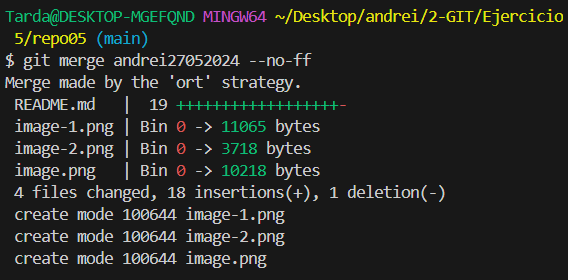 Tarda@DESKTOP-MGEFQND MINGW64 ~/Desktop/andrei/2-GIT/Ejercicio
5/repo05 (main)
$ git merge andrei27052024 --no-ff
Merge made by the 'ort' strategy.
README.md   |  19 ++++++++++++++++++-
image-1.png | Bin 0 -> 11065 bytes
image-2.png | Bin 0 -> 3718 bytes
image.png   | Bin 0 -> 10218 bytes
4 files changed, 18 insertions(+), 1 deletion(-)
create mode 100644 image-1.png
create mode 100644 image-2.png
create mode 100644 image.png